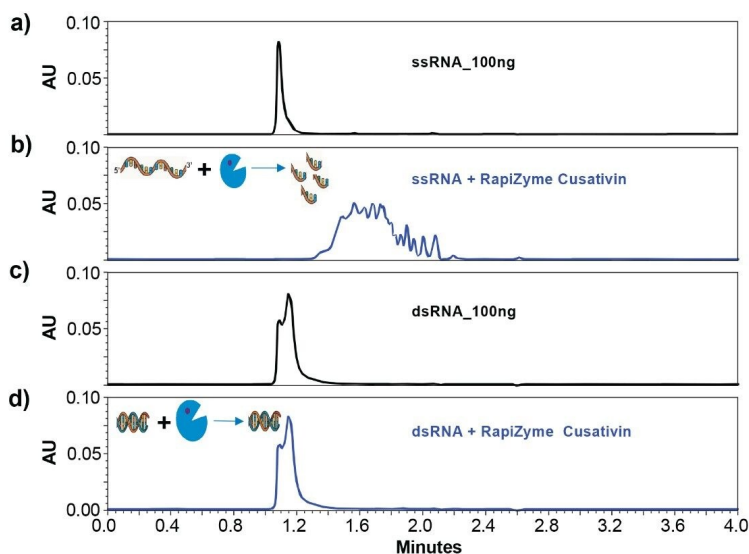 a)
0.10
AU
0.05
ssRNA_100ng
b)
0.10
AU
0.05
5'
3'
+
ssRNA + RapiZyme Cusativin
c)
0.10
AU
0.05
dsRNA_100ng
d)
0.10
AU
0.05
0.00
+
dsRNA + RapiZyme Cusativin
0.0 0.4 0.8 1.2 1.6 2.0 2.4 2.8 3.2 3.6 4.0
Minutes